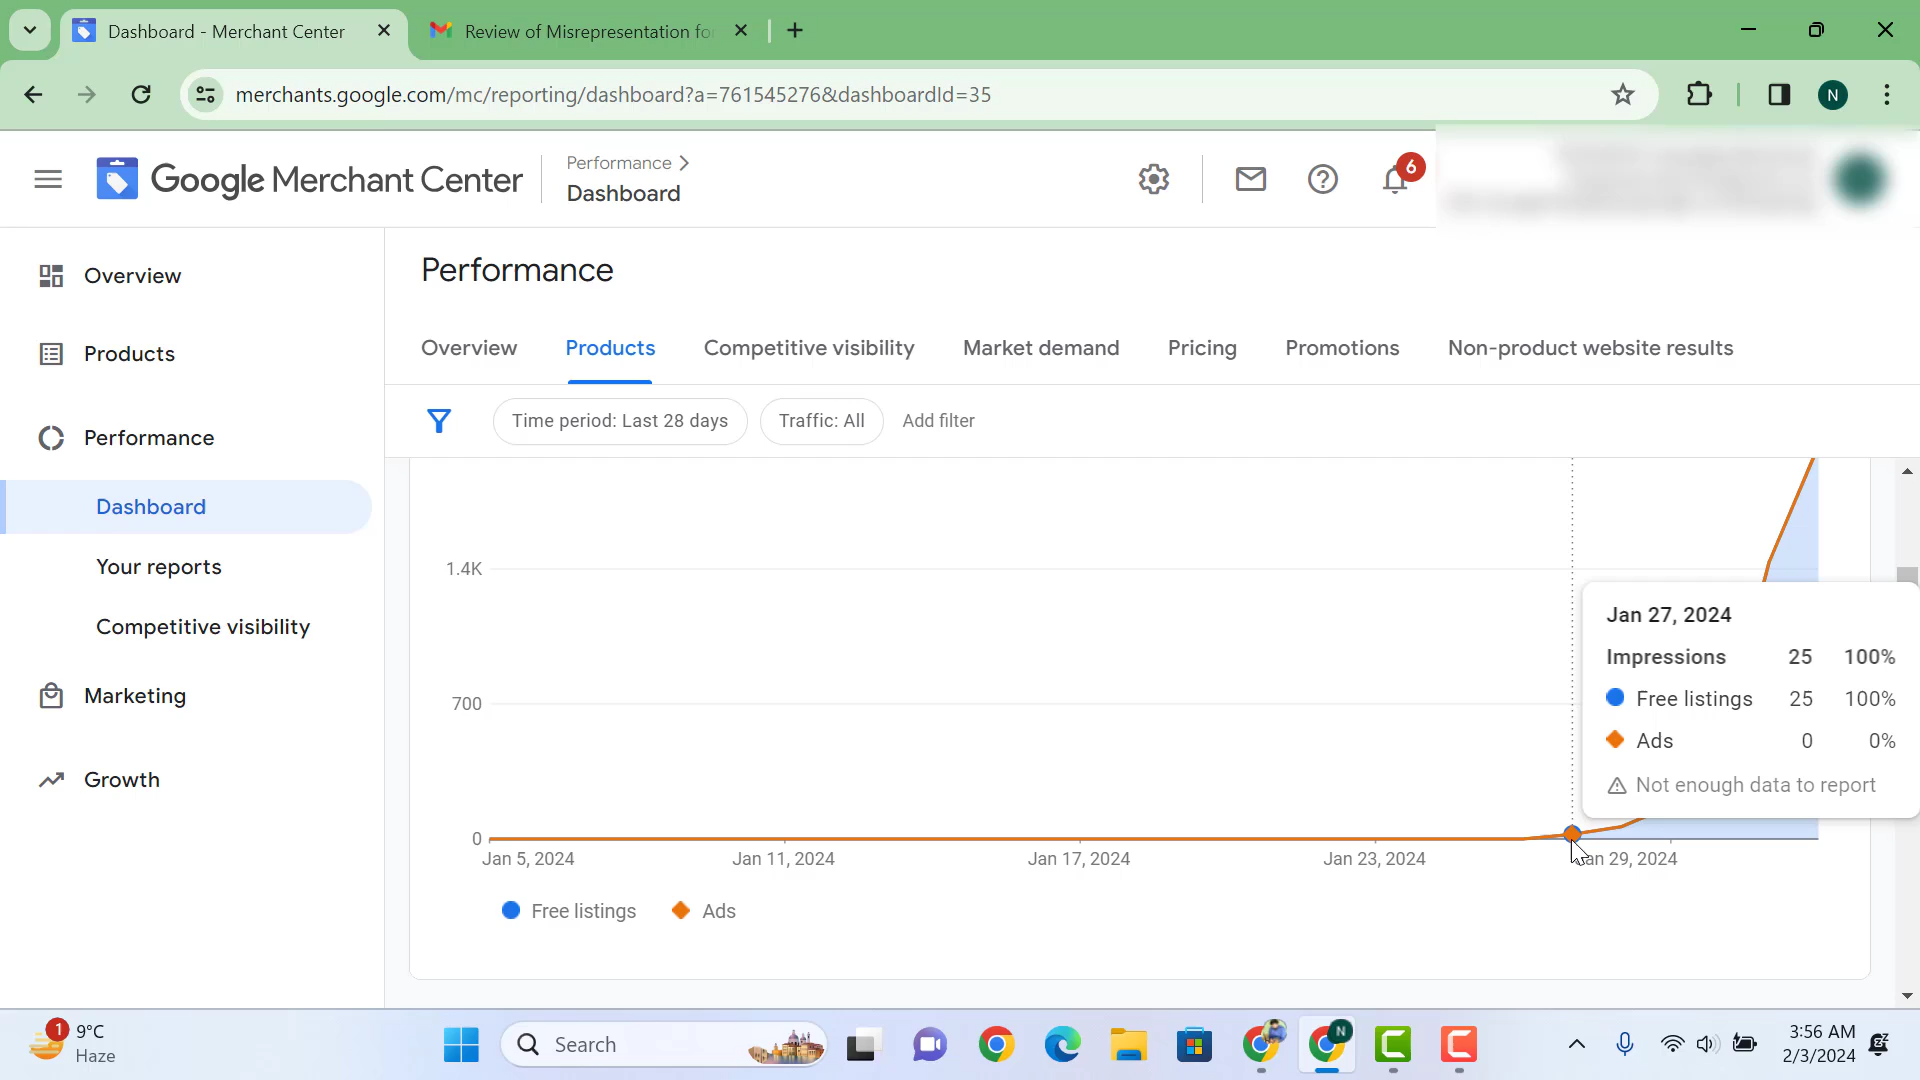 Dashboard - Merchant Center
Review of Misrepresentation fo
merchants.google.com/mc/reporting/dashboard?a=761545276&dashboardId=35
N
Google Merchant Center
Performance
Dashboard
6
Overview
Products
Performance
Dashboard
Your reports
Competitive visibility
Marketing
Growth
Performance
Overview
Products
Competitive visibility
Market demand
Pricing
Promotions
Non-product website results
Time period: Last 28 days
Traffic: All
Add filter
1.4K
700
0
Jan 5, 2024
Jan 11, 2024
Jan 17, 2024
Jan 23, 2024
an 29, 2024
Jan 27, 2024
Impressions 25 100%
Free listings 25 100%
Ads 0 0%
Not enough data to report
Free listings
Ads
1
9°C
Haze
Search
N
3:56 AM
2/3/2024